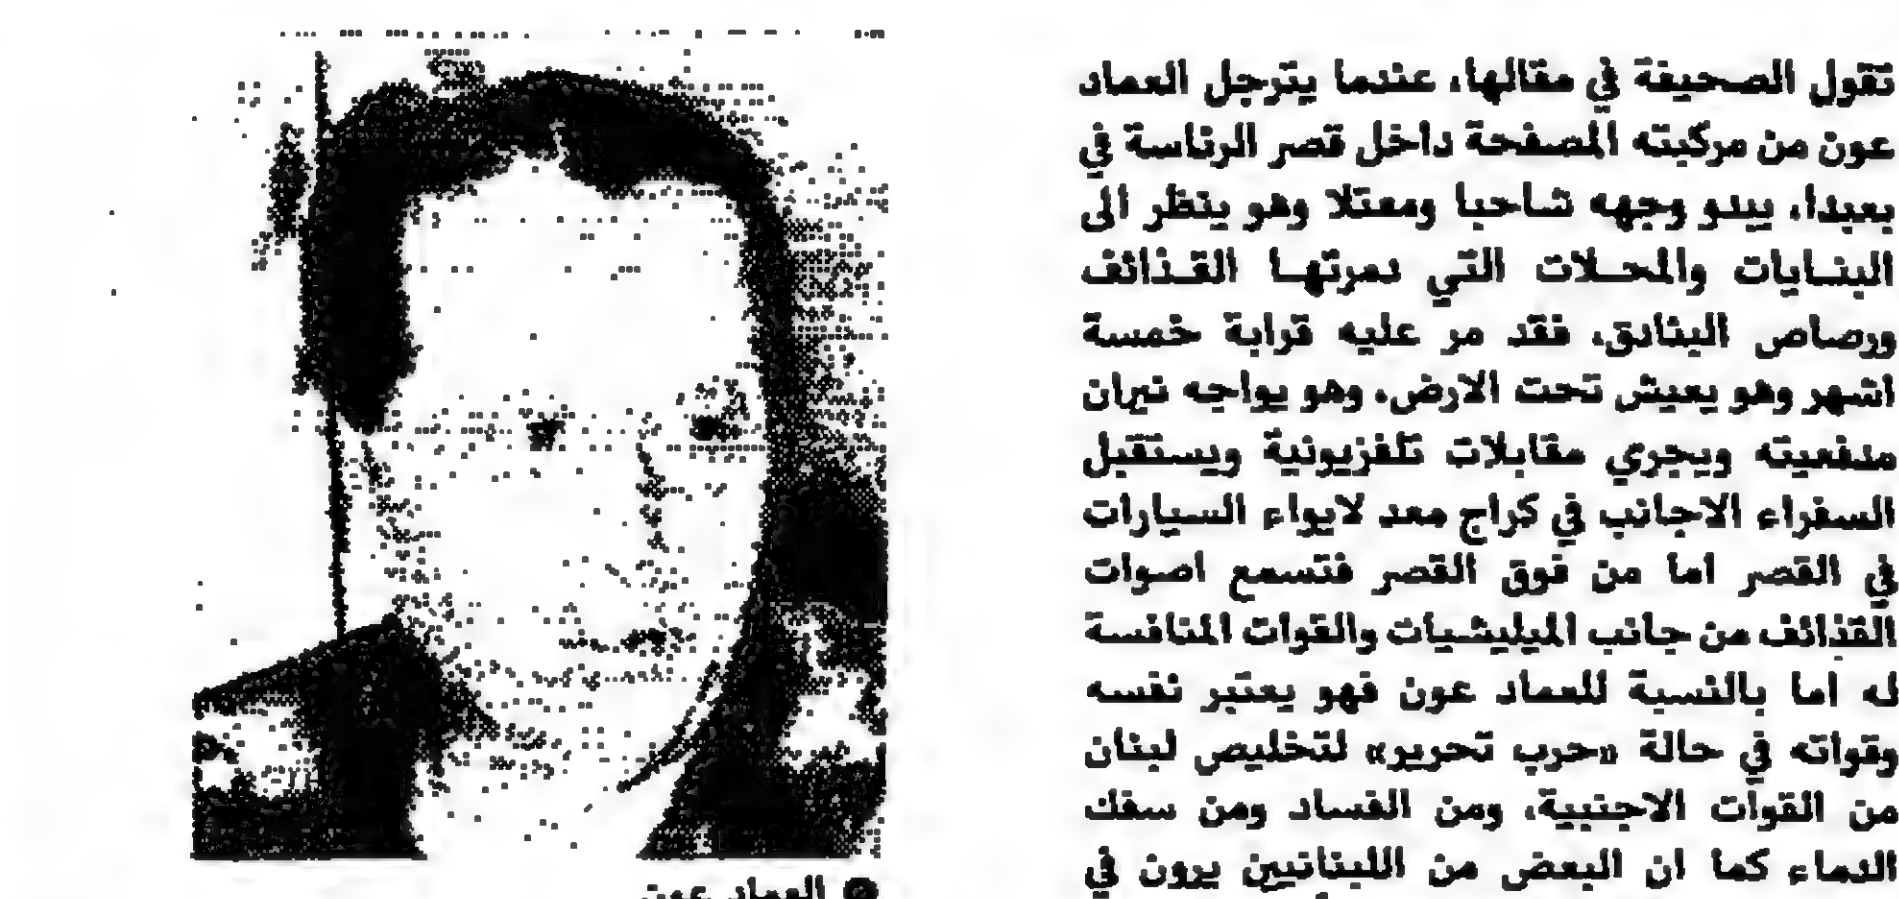 تقول الصحيفة في مقالها، عندما يترجل العماد
عون من مركبته المصفحة داخل قصر الرئاسة في
بعبدا، يبدو وجهه شاحبا ومعتلا وهو ينظر الى
البنايات والمحلات التي دمرتها القذائف
ورصاص البنادق، فقد مر عليه قرابة خمسة
اشهر وهو يعيش تحت الارض، وهو يواجه نيران
مدفعيته ويجري مقابلات تلفزيونية ويستقبل
السفراء الاجانب في كراج معد لايواء السيارات
في القصر اما من فوق القصر فتسمع اصوات
القذائف من جانب الميليشيات والقوات المنافسة
له اما بالنسبة للعماد عون فهو يعتبر نفسه
وقواته في حالة «حرب تحرير» لتخليص لبنان
من القوات الاجنبية، ومن الفساد ومن سفك
الدماء كما ان البعض من اللبنانيين يرون في
● العماد عون